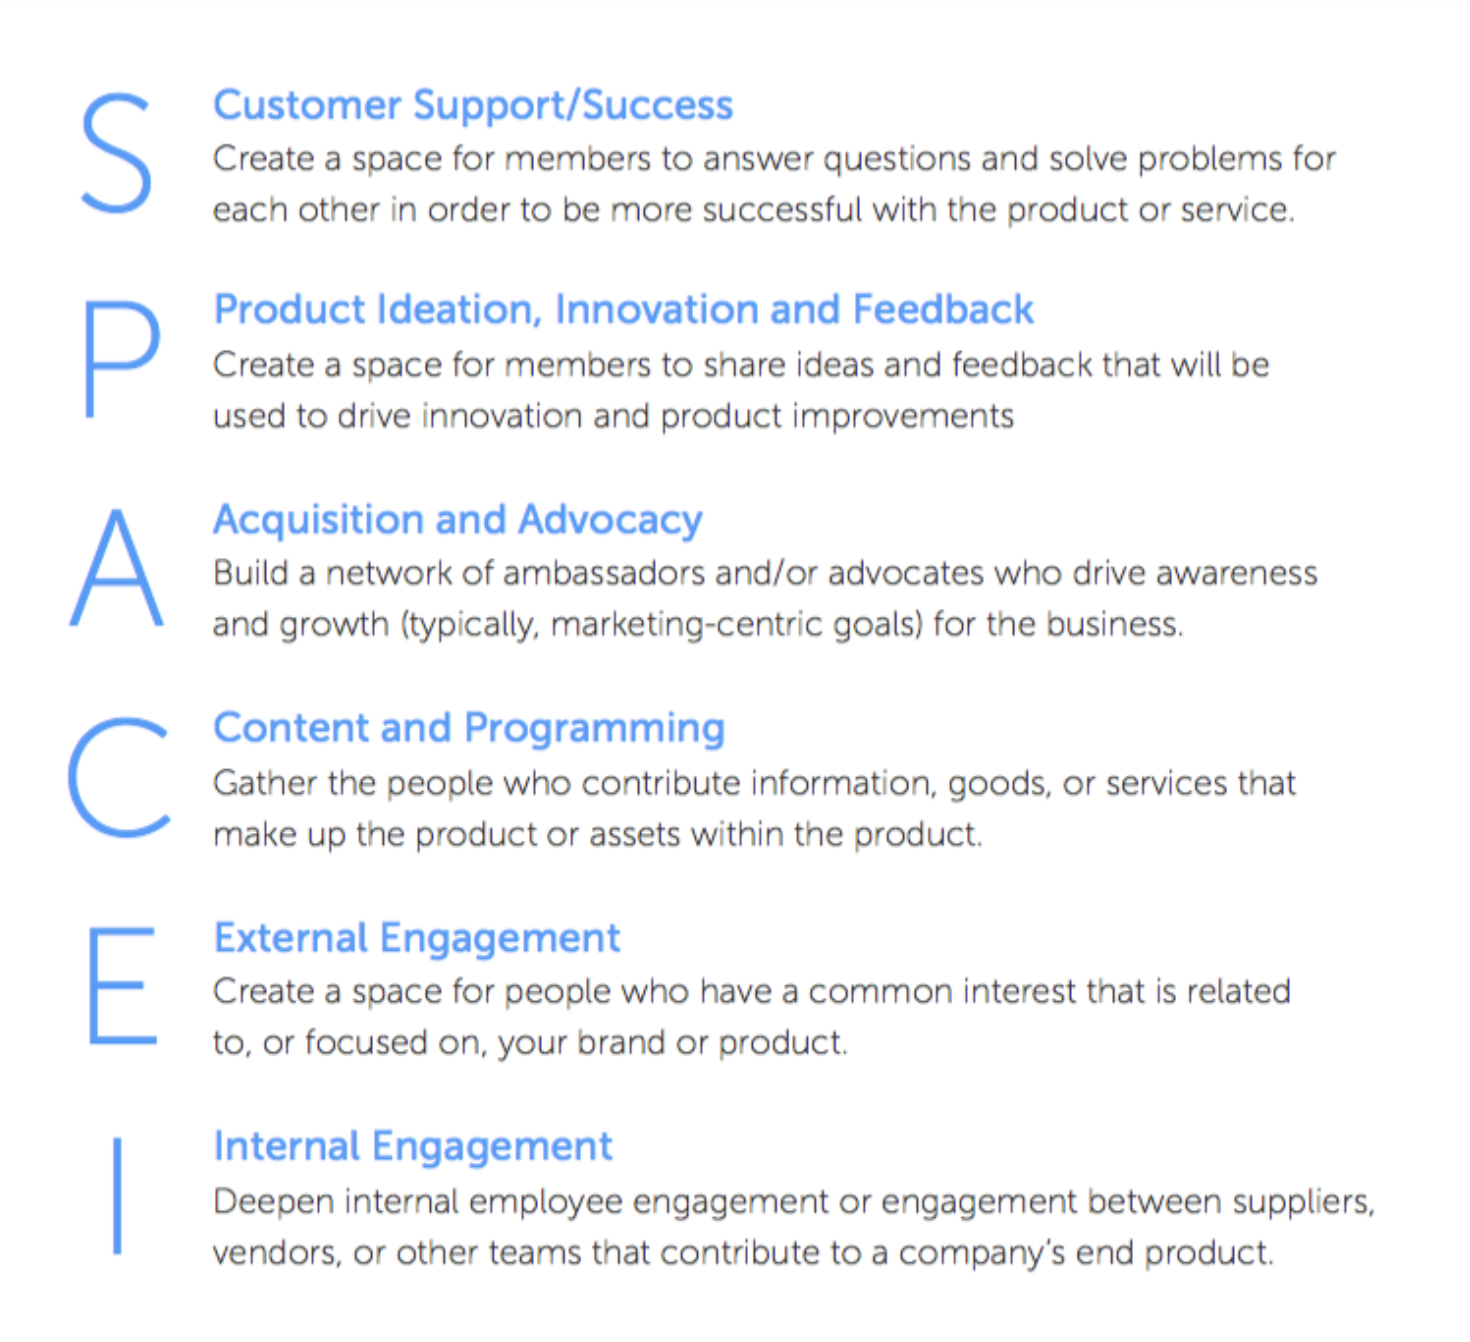 S
Customer Support/Success
Create a space for members to answer questions and solve problems for
each other in order to be more successful with the product or service.
P
Product Ideation, Innovation and Feedback
Create a space for members to share ideas and feedback that will be
used to drive innovation and product improvements
A
Acquisition and Advocacy
Build a network of ambassadors and/or advocates who drive awareness
and growth (typically, marketing-centric goals) for the business.
C
Content and Programming
Gather the people who contribute information, goods, or services that
make up the product or assets within the product.
E
External Engagement
Create a space for people who have a common interest that is related
to, or focused on, your brand or product.
I
Internal Engagement
Deepen internal employee engagement or engagement between suppliers,
vendors, or other teams that contribute to a company's end product.